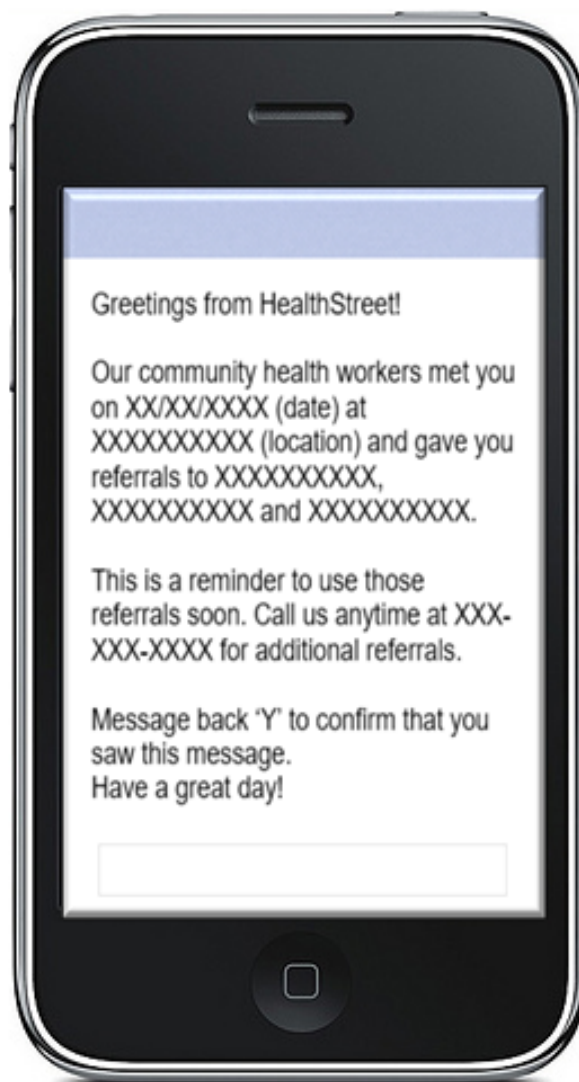 Greetings from HealthStreet!
Our community health workers met you
on XX/XX/XXXX (date) at
XXXXXXXXXX (location) and gave you
referrals to XXXXXXXXXX,
XXXXXXXXXX and XXXXXXXXXX.
This is a reminder to use those
referrals soon. Call us anytime at XXX-
XXX-XXXX for additional referrals.
Message back ‘Y’ to confirm that you
saw this message.
Have a great day!